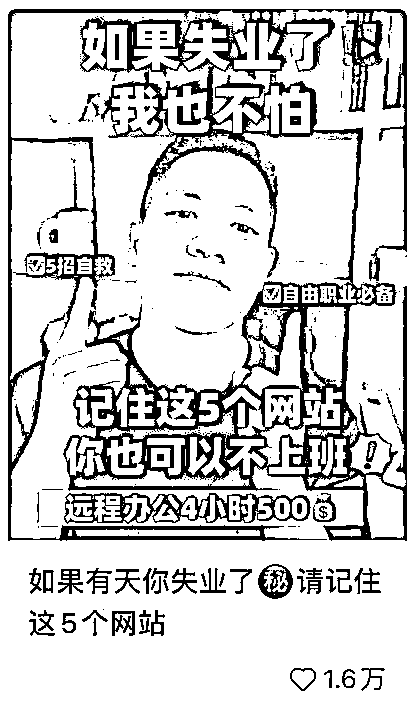 如果失业了
我也不怕
☑5招自救
☑自由职业必备
记住这5个网站
你也可以不上班!
远程办公4小时500💰
如果有天你失业了㊙请记住
这5个网站
♡1.6万